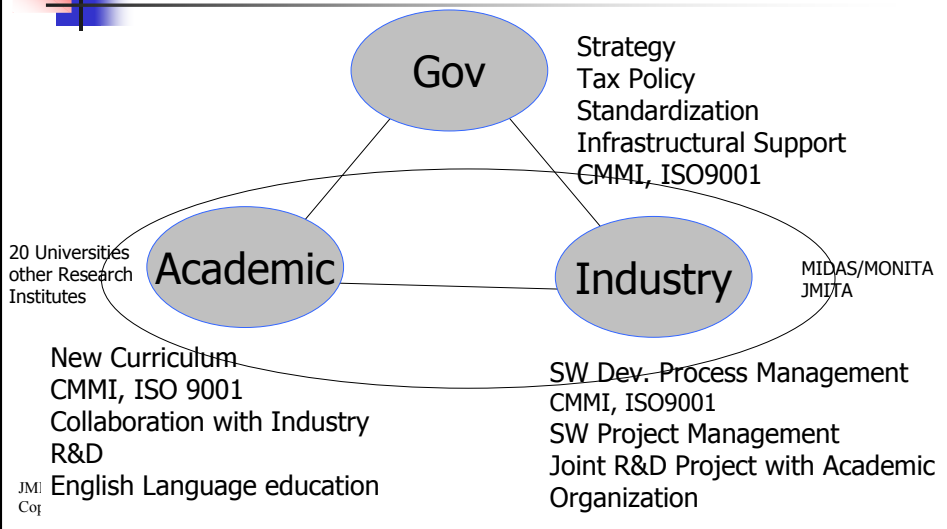 Gov
Strategy
Tax Policy
Standardization
Infrastructural Support
CMMI, ISO9001
20 Universities
other Research
Institutes
Academic
Industry
MIDAS/MONITA
JMITA
New Curriculum
CMMI, ISO 9001
Collaboration with Industry
R&D
English Language education
SW Dev. Process Management
CMMI, ISO9001
SW Project Management
Joint R&D Project with Academic
Organization